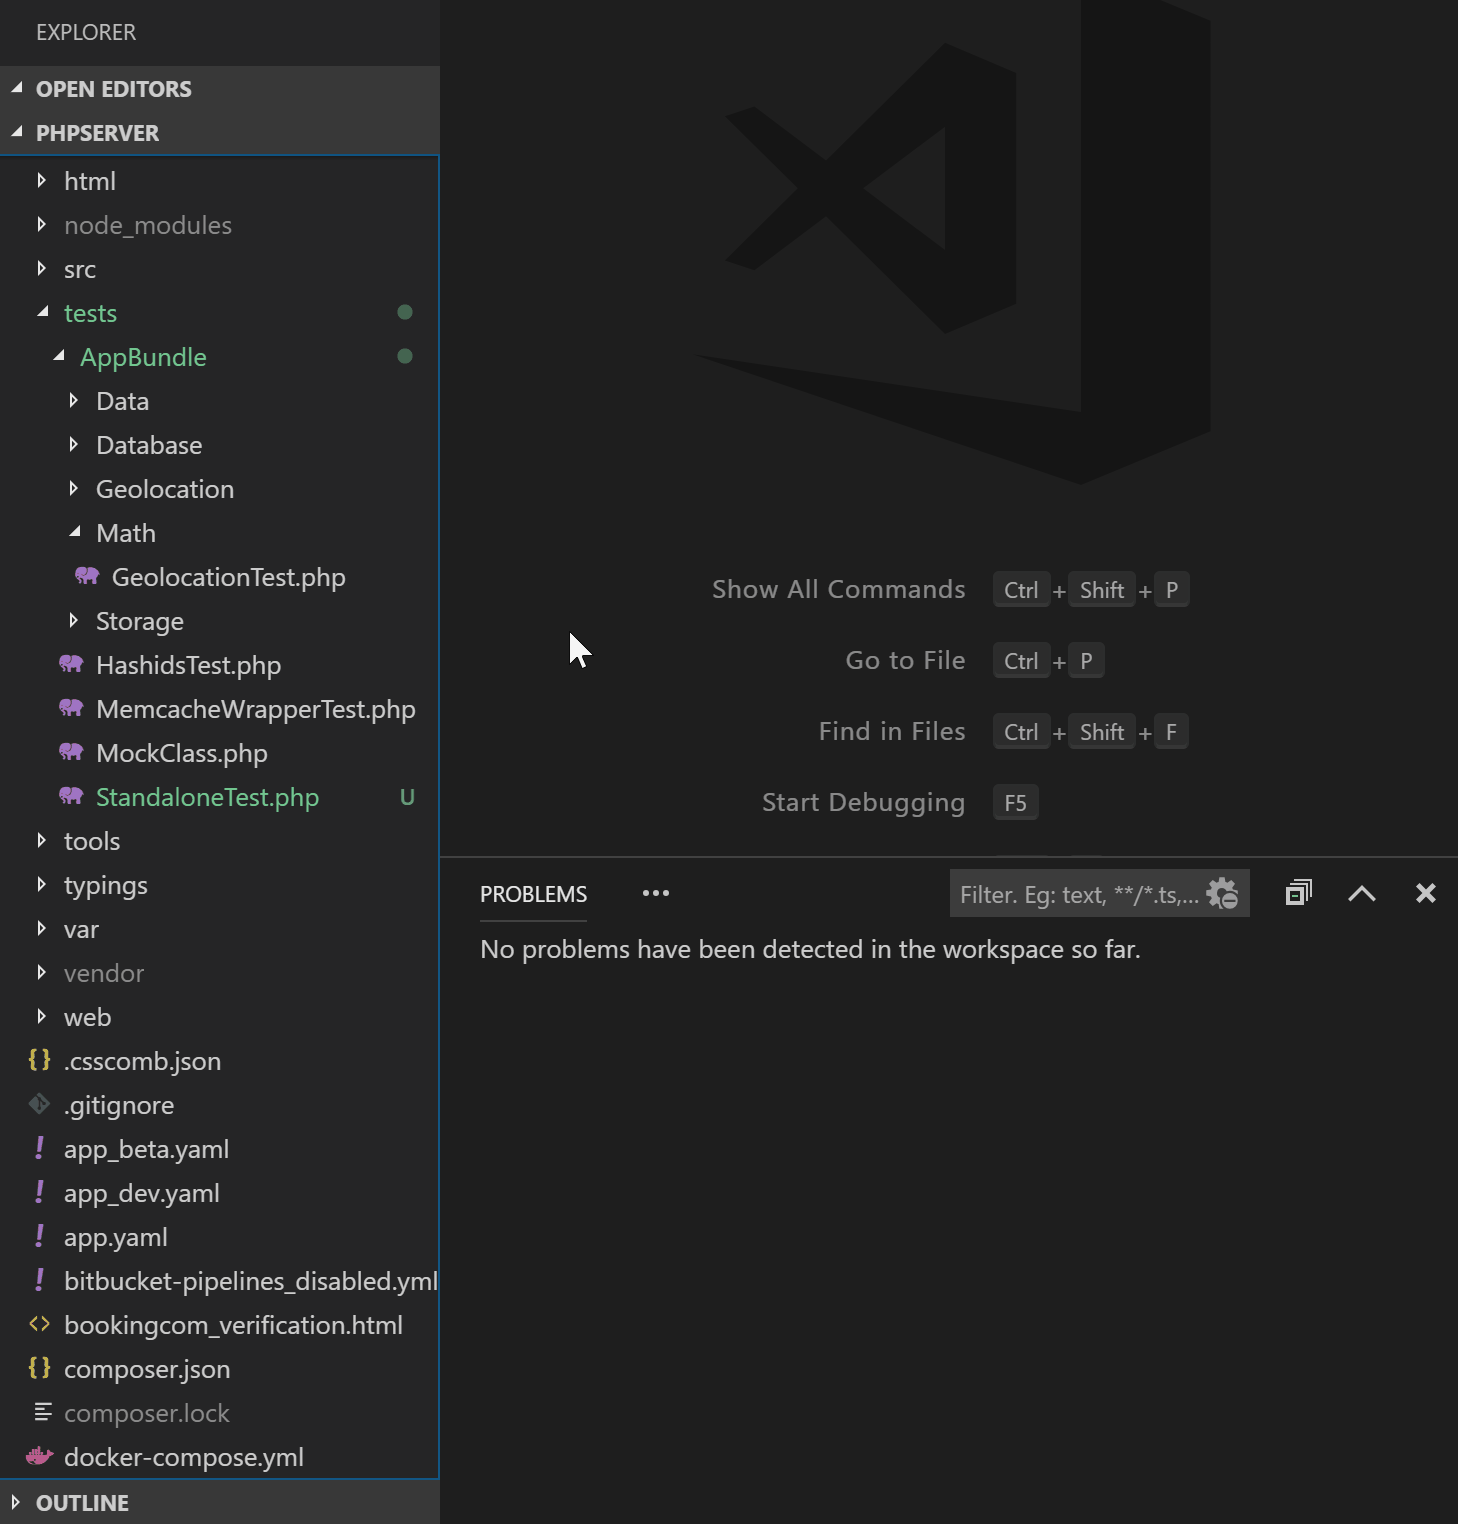 EXPLORER
OPEN EDITORS
PHPSERVER
html
node_modules
src
tests
AppBundle
Data
Database
Geolocation
Math
GeolocationTest.php
Storage
HashidsTest.php
MemcacheWrapperTest.php
MockClass.php
StandaloneTest.php U
tools
typings
var
vendor
web
.csscomb.json
.gitignore
app_beta.yaml
app_dev.yaml
app.yaml
bitbucket-pipelines_disabled.yml
bookingcom_verification.html
composer.json
composer.lock
docker-compose.yml
OUTLINE
Show All Commands Ctrl + Shift + P
Go to File Ctrl + P
Find in Files Ctrl + Shift + F
Start Debugging F5
PROBLEMS ••• Filter. Eg: text, **/*.ts,...
No problems have been detected in the workspace so far.